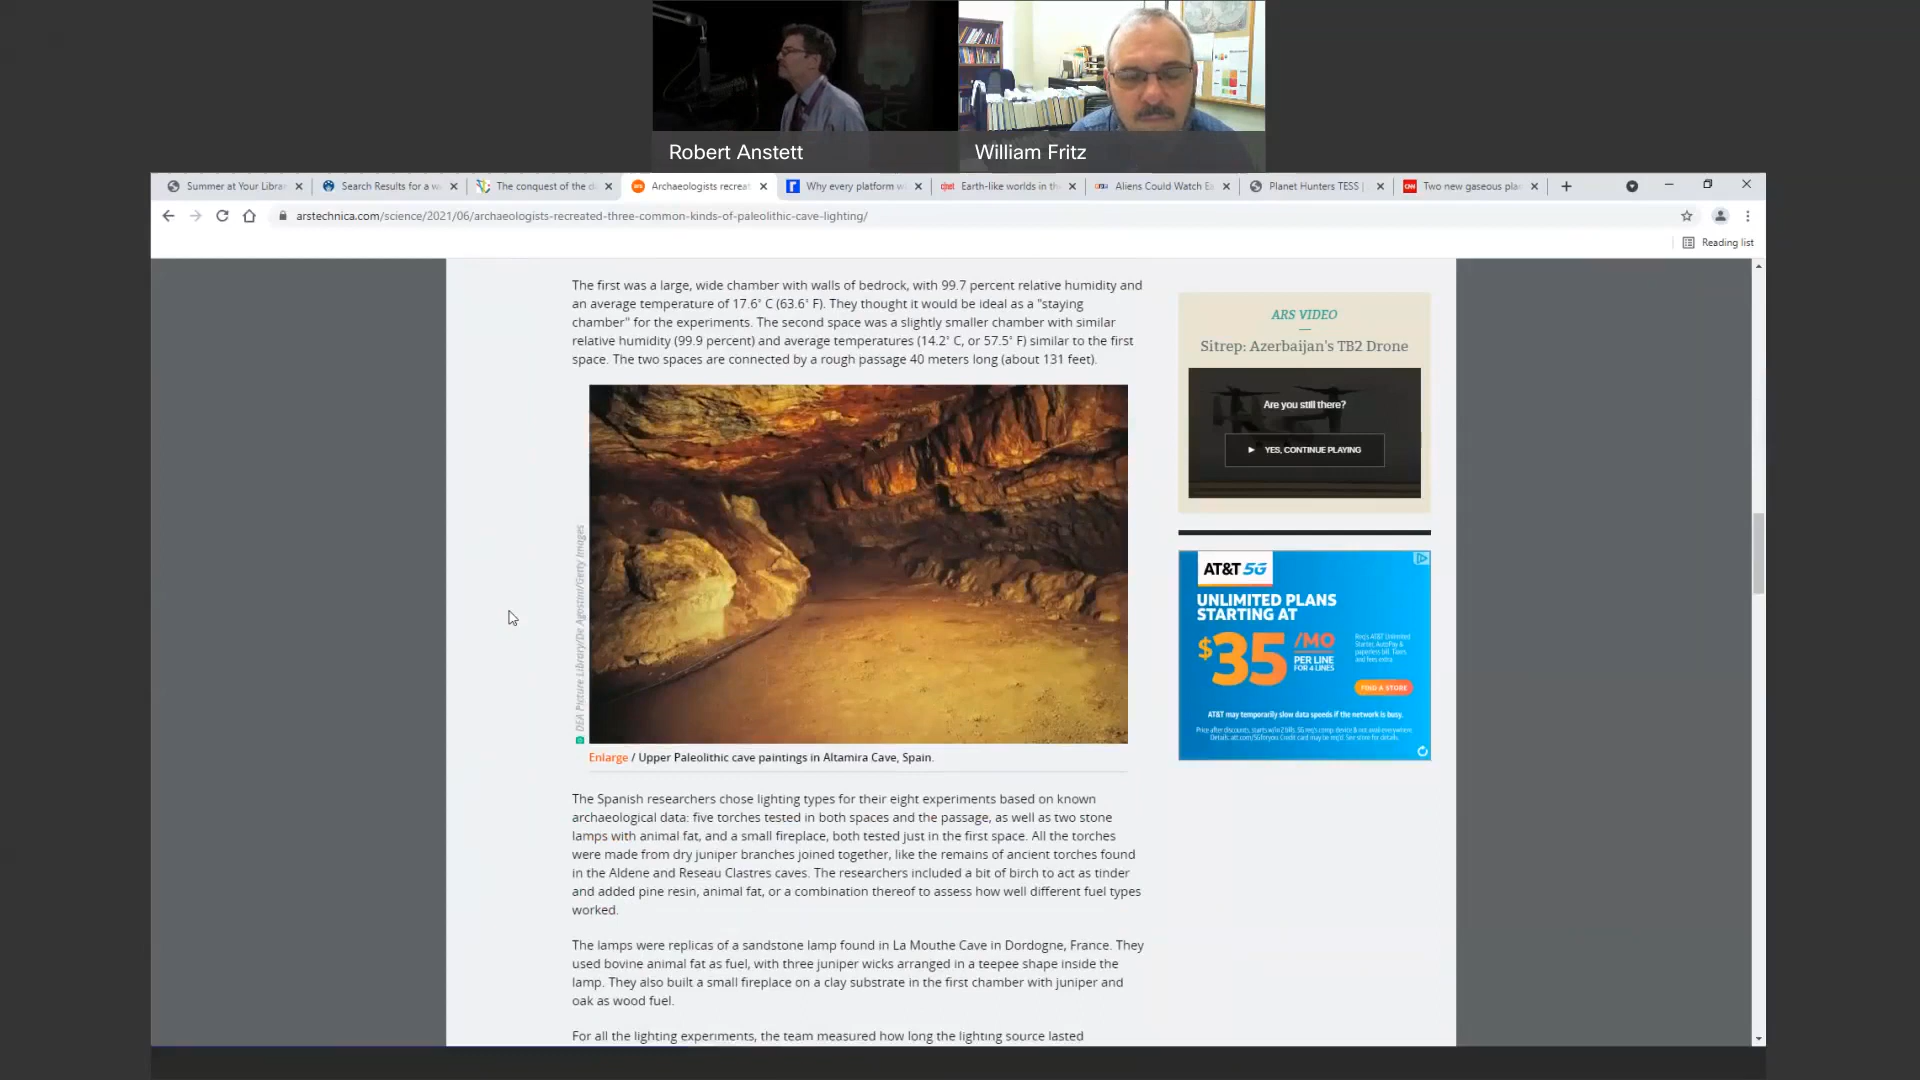 Robert Anstett
William Fritz
Summer at Your Librar
Search Results for a w
The conquest of the d
Archaeologists recreat
Why every platform w
Earth-like worlds in th
Aliens Could Watch E
Planet Hunters TESS |
Two new gaseous pla
arstechnica.com/science/2021/06/archaeologists-recreated-three-common-kinds-of-paleolithic-cave-lighting/
Reading list
The first was a large, wide chamber with walls of bedrock, with 99.7 percent relative humidity and
an average temperature of 17.6° C (63.6° F). They thought it would be ideal as a "staying
chamber" for the experiments. The second space was a slightly smaller chamber with similar
relative humidity (99.9 percent) and average temperatures (14.2° C, or 57.5° F) similar to the first
space. The two spaces are connected by a rough passage 40 meters long (about 131 feet).
DEA Picture Library/De Agostini/Getty Images
Enlarge / Upper Paleolithic cave paintings in Altamira Cave, Spain.
The Spanish researchers chose lighting types for their eight experiments based on known
archaeological data: five torches tested in both spaces and the passage, as well as two stone
lamps with animal fat, and a small fireplace, both tested just in the first space. All the torches
were made from dry juniper branches joined together, like the remains of ancient torches found
in the Aldene and Reseau Clastres caves. The researchers included a bit of birch to act as tinder
and added pine resin, animal fat, or a combination thereof to assess how well different fuel types
worked.
The lamps were replicas of a sandstone lamp found in La Mouthe Cave in Dordogne, France. They
used bovine animal fat as fuel, with three juniper wicks arranged in a teepee shape inside the
lamp. They also built a small fireplace on a clay substrate in the first chamber with juniper and
oak as wood fuel.
For all the lighting experiments, the team measured how long the lighting source lasted
ARS VIDEO
Sitrep: Azerbaijan's TB2 Drone
Are you still there?
YES, CONTINUE PLAYING
AT&T 5G
UNLIMITED PLANS
STARTING AT
$35 /MO
PER LINE
FOR 4 LINES
Req's AT&T Unlimited
Starter, AutoPay &
paperless bill. Taxes
and fees extra.
FIND A STORE
AT&T may temporarily slow data speeds if the network is busy.